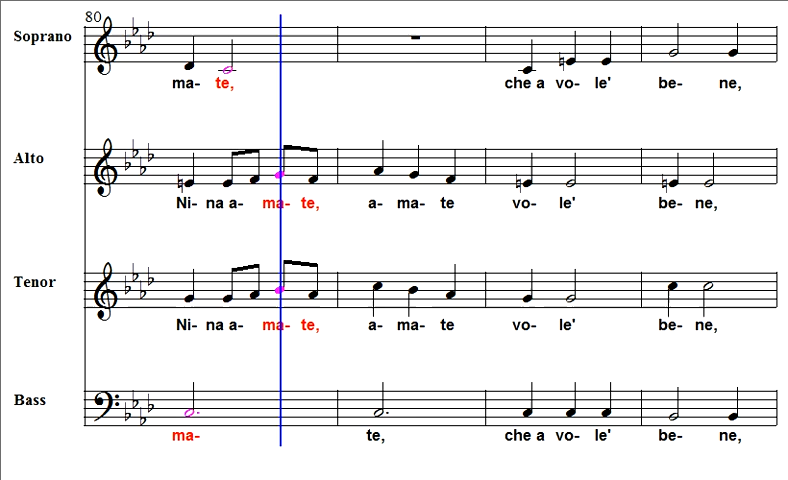 80
Soprano
ma- te, che a vo- le' be- ne,
Alto
Ni- na a- ma- te, a- ma- te vo- le' be- ne,
Tenor
Ni- na a- ma- te, a- ma- te vo- le' be- ne,
Bass
ma- te, che a vo- le' be- ne,